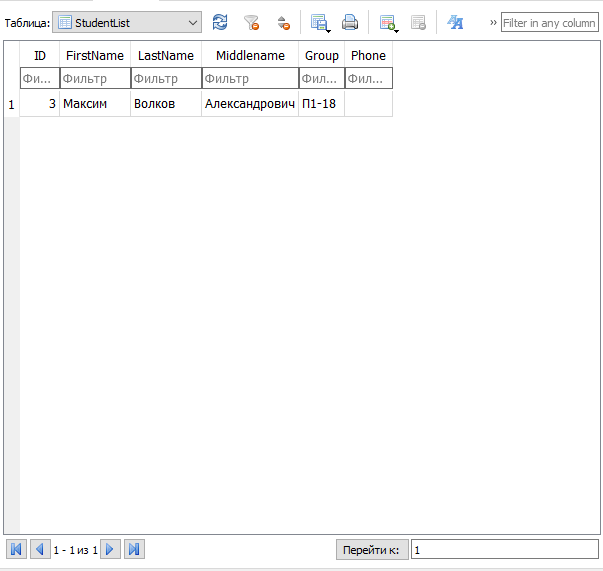 Таблица: StudentList » Filter in any column
ID FirstName LastName Middlename Group Phone
Фи... Фильтр Фильтр Фильтр Фил... Фил...
1 3 Максим Волков Александрович П1-18
1 - 1 из 1 Перейти к: 1